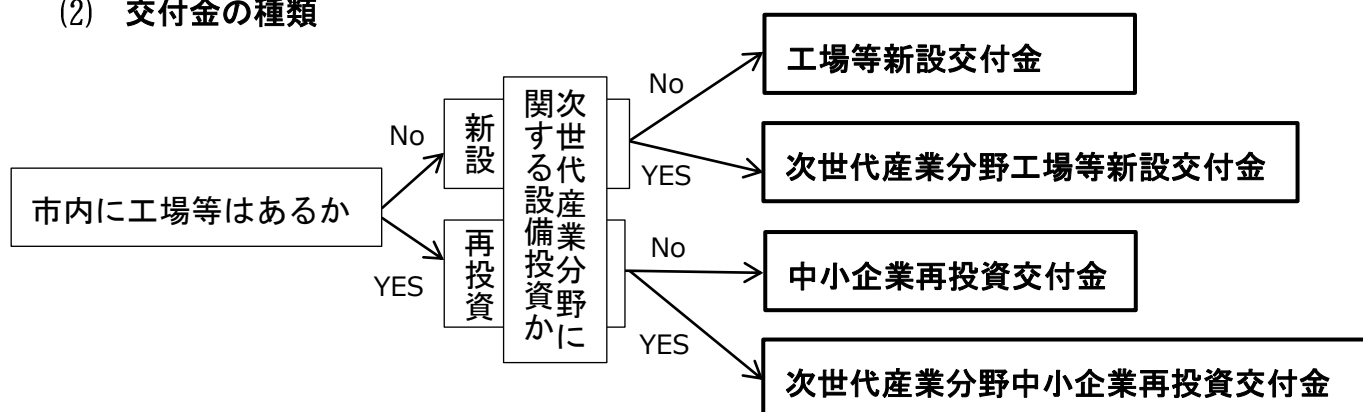 (2) 交付金の種類
市内に工場等はあるか
No
YES
新設
再投資
次世代産業分野に
関する設備投資か
No
YES
No
YES
工場等新設交付金
次世代産業分野工場等新設交付金
中小企業再投資交付金
次世代産業分野中小企業再投資交付金